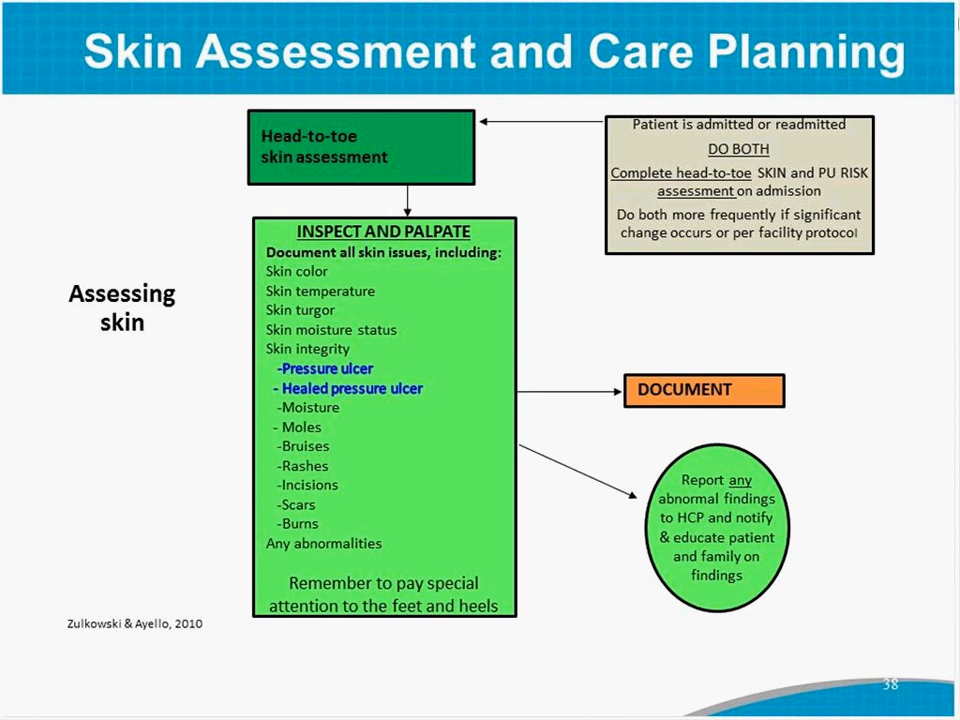 Skin Assessment and Care Planning
Head-to-toe
skin assessment
Patient is admitted or readmitted
DO BOTH
Complete head-to-toe SKIN and PU RISK
assessment on admission
Do both more frequently if significant
change occurs or per facility protocol
Assessing
skin
INSPECT AND PALPATE
Document all skin issues, including:
Skin color
Skin temperature
Skin turgor
Skin moisture status
Skin integrity
-Pressure ulcer
- Healed pressure ulcer
-Moisture
- Moles
-Bruises
-Rashes
-Incisions
-Scars
-Burns
Any abnormalities
Remember to pay special
attention to the feet and heels
DOCUMENT
Report any
abnormal findings
to HCP and notify
& educate patient
and family on
findings
Zulkowski & Ayello, 2010
38